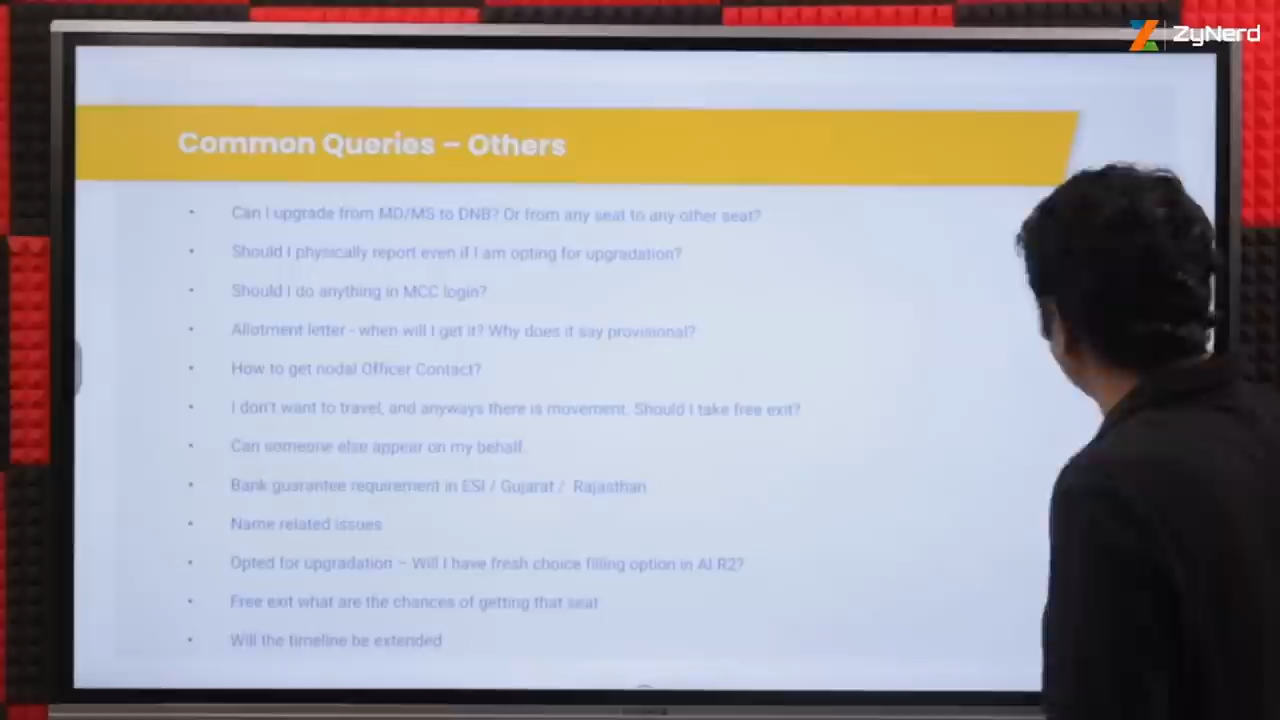 ZyNerd
Common Queries – Others
• Can I upgrade from MD/MS to DNB? Or from any seat to any other seat?
• Should I physically report even if I am opting for upgradation?
• Should I do anything in MCC login?
• Allotment letter - when will I get it? Why does it say provisional?
• How to get nodal Officer Contact?
• I don't want to travel, and anyways there is movement. Should I take free exit?
• Can someone else appear on my behalf.
• Bank guarantee requirement in ESI / Gujarat / Rajasthan
• Name related issues
• Opted for upgradation – Will I have fresh choice filling option in AI R2?
• Free exit what are the chances of getting that seat
• Will the timeline be extended